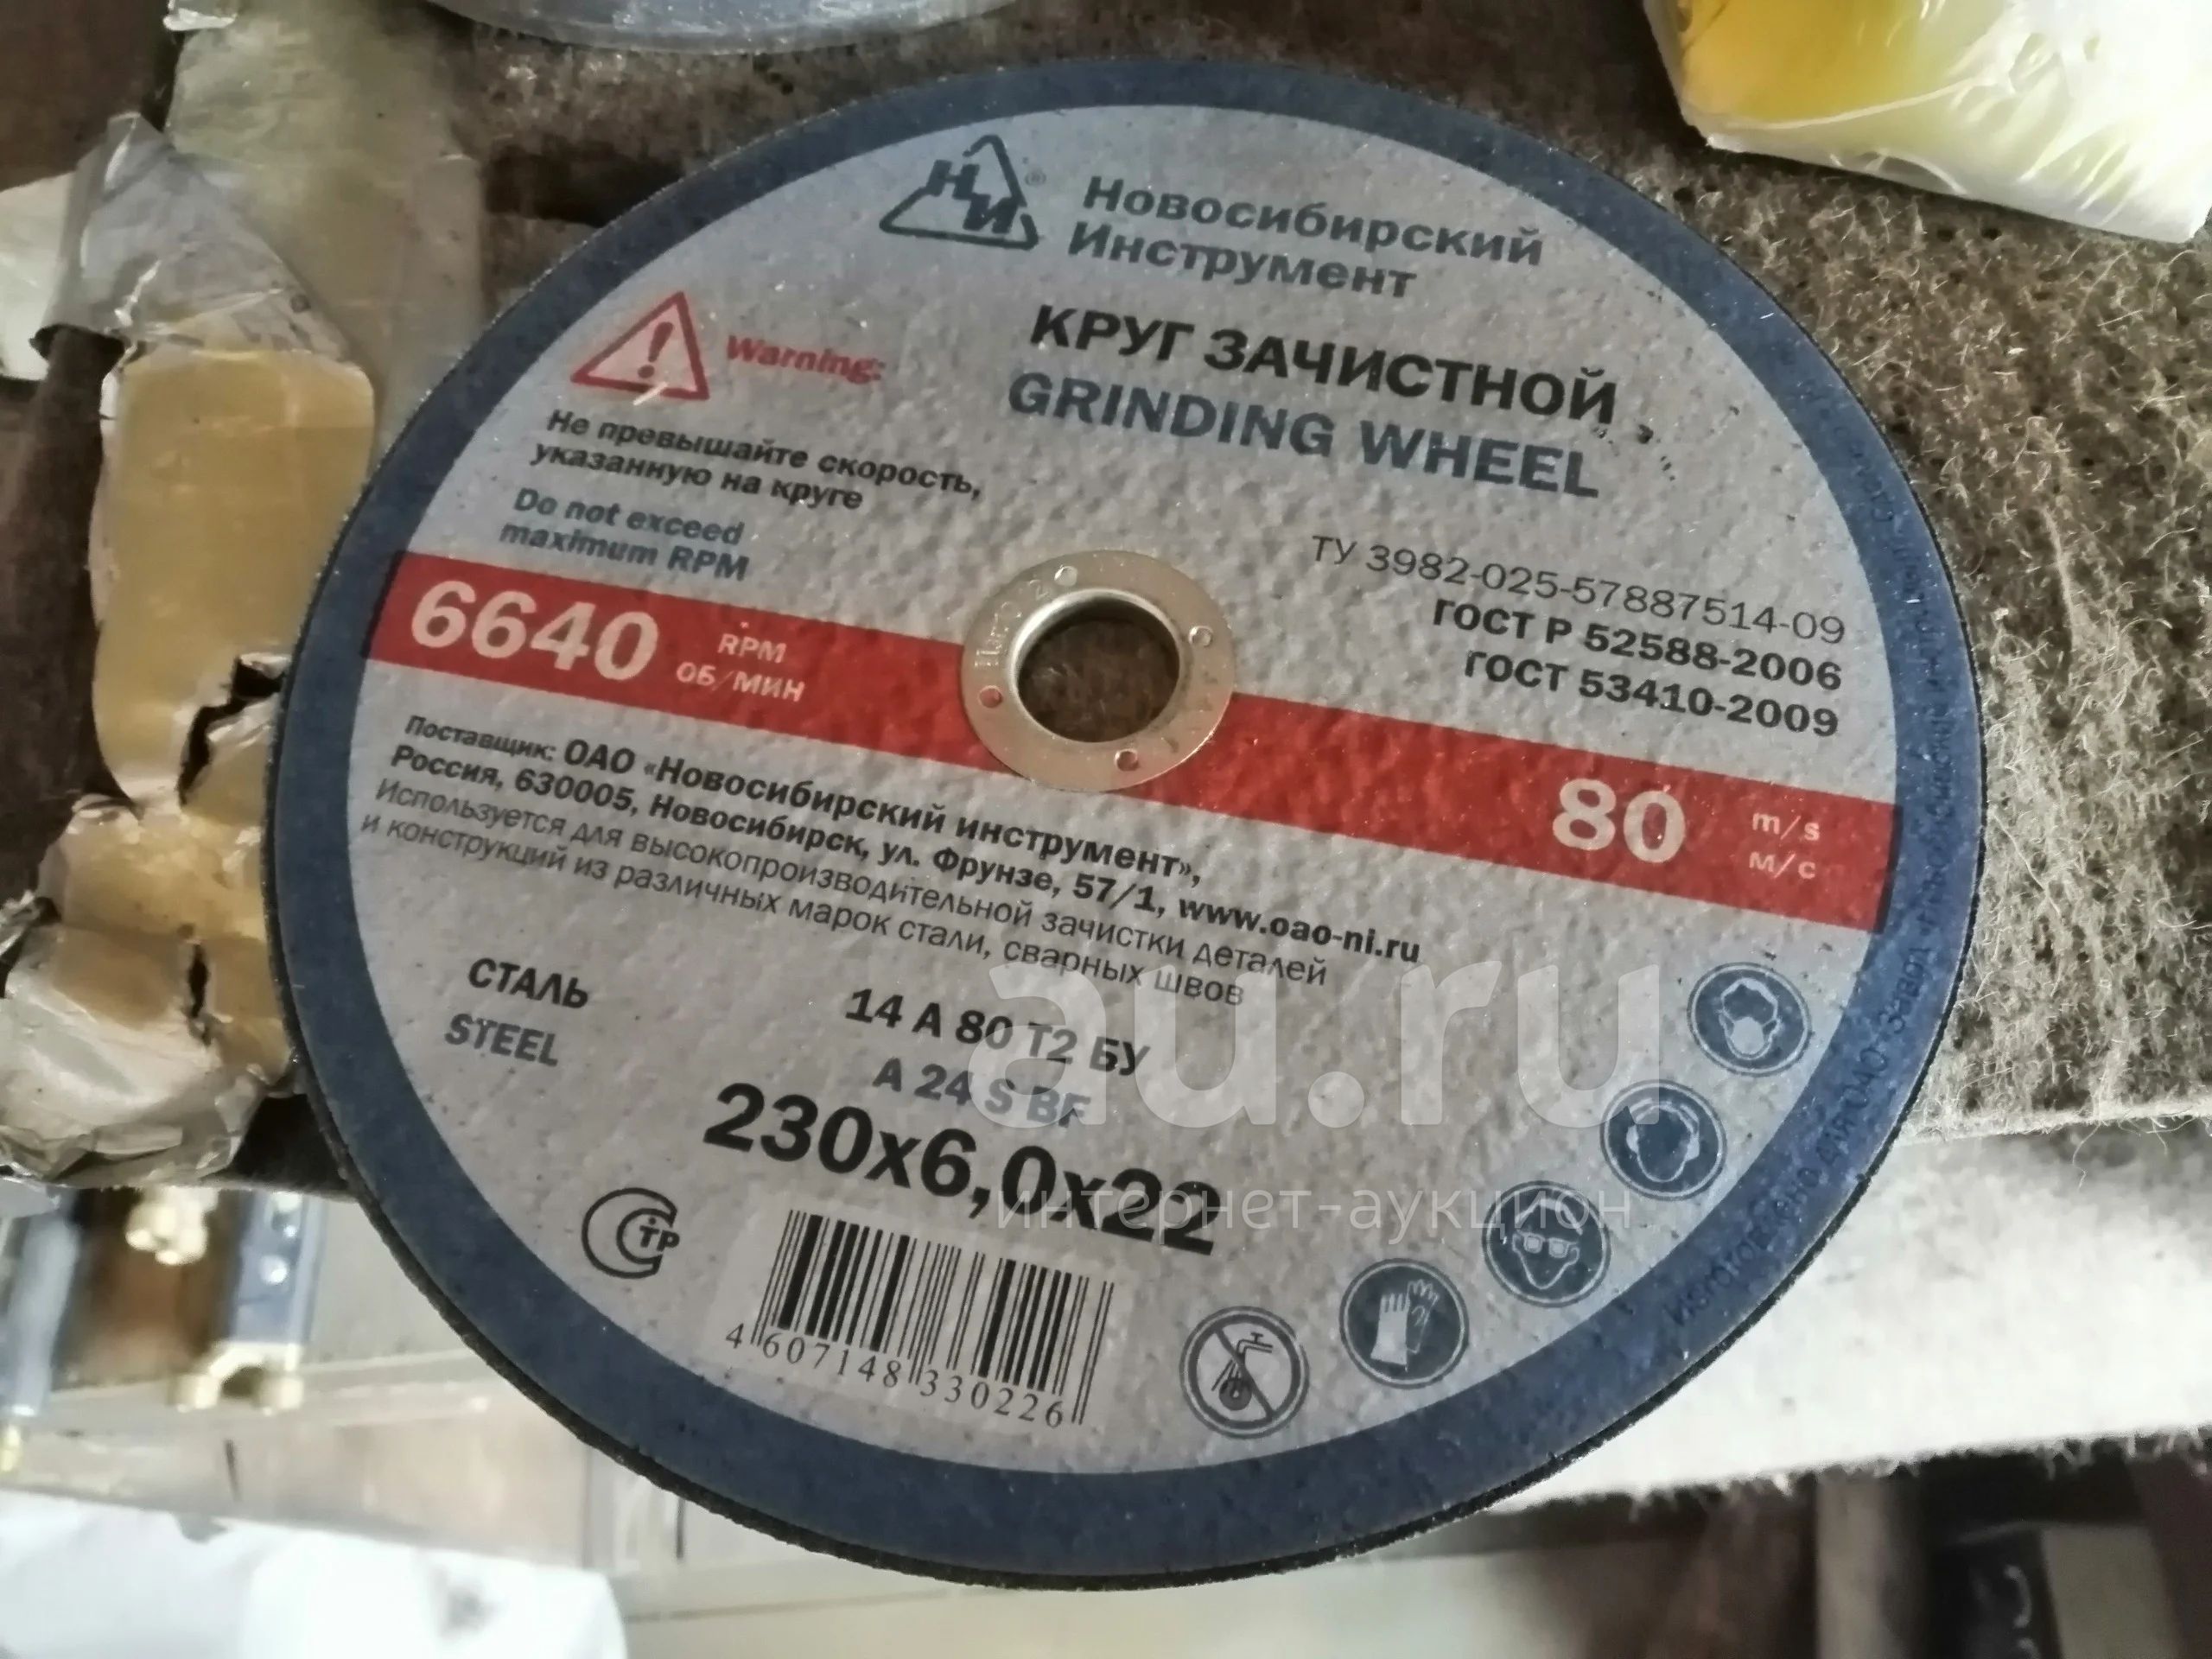 НИ®
Новосибирский
Инструмент
КРУГ ЗАЧИСТНОЙ
GRINDING WHEEL
Warning:
Не превышайте скорость,
указанную на круге
Do not exceed
maximum RPM
ТУ 3982-025-57887514-09
ГОСТ Р 52588-2006
ГОСТ 53410-2009
6640 RPM
ОБ/МИН
80 m/s
м/с
Поставщик: ОАО «Новосибирский инструмент»,
Россия, 630005, Новосибирск, ул. Фрунзе, 57/1, www.oao-ni.ru
Используется для высокопроизводительной зачистки деталей
и конструкций из различных марок стали, сварных швов
СТАЛЬ
STEEL
14 А 80 Т2 БУ
A 24 S BF
230х6,0х22
СТР
4 607148 330226
au.ru
интернет-аукцион